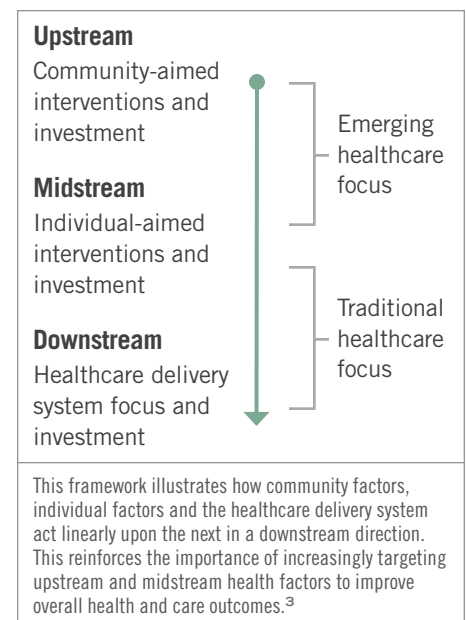 Upstream
Community-aimed
interventions and
investment
Emerging
healthcare
focus
Midstream
Individual-aimed
interventions and
investment
Traditional
healthcare
focus
Downstream
Healthcare delivery
system focus and
investment
This framework illustrates how community factors,
individual factors and the healthcare delivery system
act linearly upon the next in a downstream direction.
This reinforces the importance of increasingly targeting
upstream and midstream health factors to improve
overall health and care outcomes.³